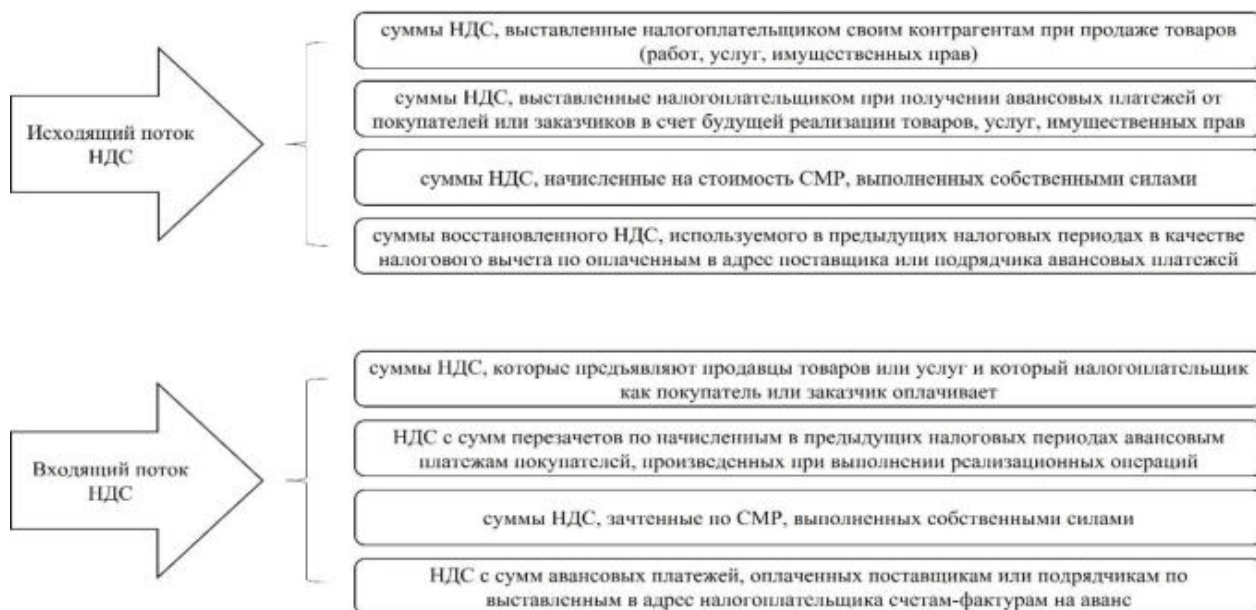 Исходящий поток
НДС
суммы НДС, выставленные налогоплательщиком своим контрагентам при продаже товаров
(работ, услуг, имущественных прав)
суммы НДС, выставленные налогоплательщиком при получении авансовых платежей от
покупателей или заказчиков в счет будущей реализации товаров, услуг, имущественных прав
суммы НДС, начисленные на стоимость СМР, выполненных собственными силами
суммы восстановленного НДС, используемого в предыдущих налоговых периодах в качестве
налогового вычета по оплаченным в адрес поставщика или подрядчика авансовых платежей
Входящий поток
НДС
суммы НДС, которые предъявляют продавцы товаров или услуг и который налогоплательщик
как покупатель или заказчик оплачивает
НДС с сумм перезачетов по начисленным в предыдущих налоговых периодах авансовым
платежам покупателей, произведенных при выполнении реализационных операций
суммы НДС, зачтенные по СМР, выполненных собственными силами
НДС с сумм авансовых платежей, оплаченных поставщикам или подрядчикам по
выставленным в адрес налогоплательщика счетам-фактурам на аванс